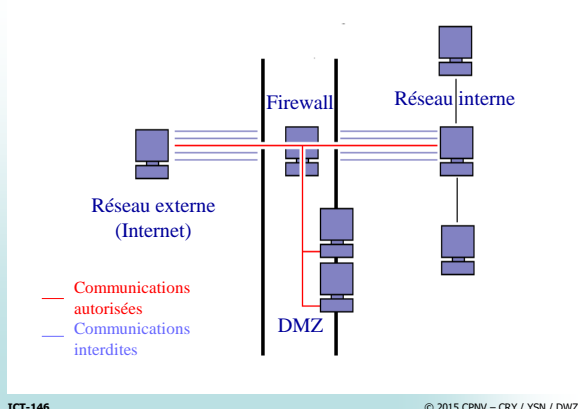 Firewall
Réseau interne
Réseau externe
(Internet)
Communications
autorisées
Communications
interdites
DMZ
ICT-146
© 2015 CPNV – CRY / YSN / DWZ